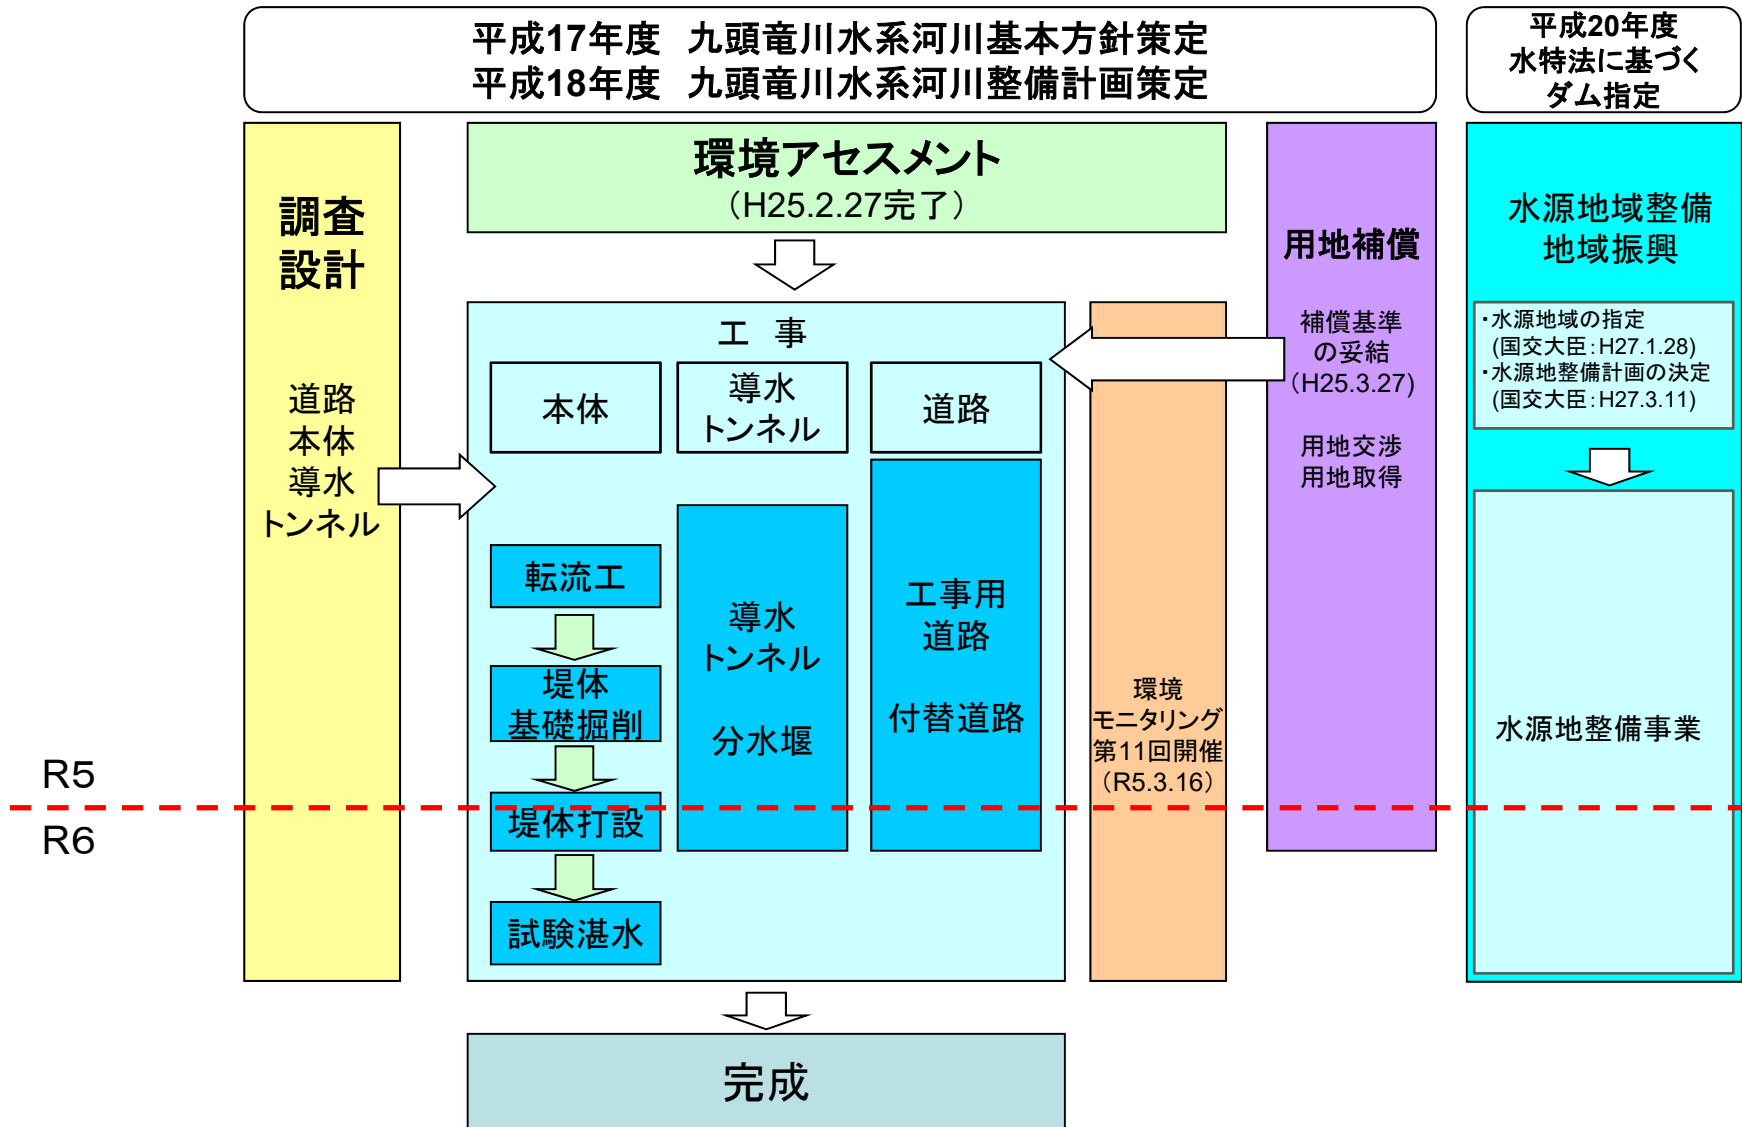 平成17年度 九頭竜川水系河川基本方針策定
平成18年度 九頭竜川水系河川整備計画策定
平成20年度
水特法に基づく
ダム指定
調査
設計
道路
本体
導水
トンネル
環境アセスメント
（H25.2.27完了）
工 事
本体
導水
トンネル
道路
転流工
堤体
基礎掘削
堤体打設
試験湛水
導水
トンネル
分水堰
工事用
道路
付替道路
環境
モニタリング
第11回開催
（R5.3.16）
用地補償
補償基準
の妥結
（H25.3.27)
用地交渉
用地取得
水源地域整備
地域振興
・水源地域の指定
(国交大臣：H27.1.28)
・水源地整備計画の決定
(国交大臣：H27.3.11)
水源地整備事業
R5
R6
完成